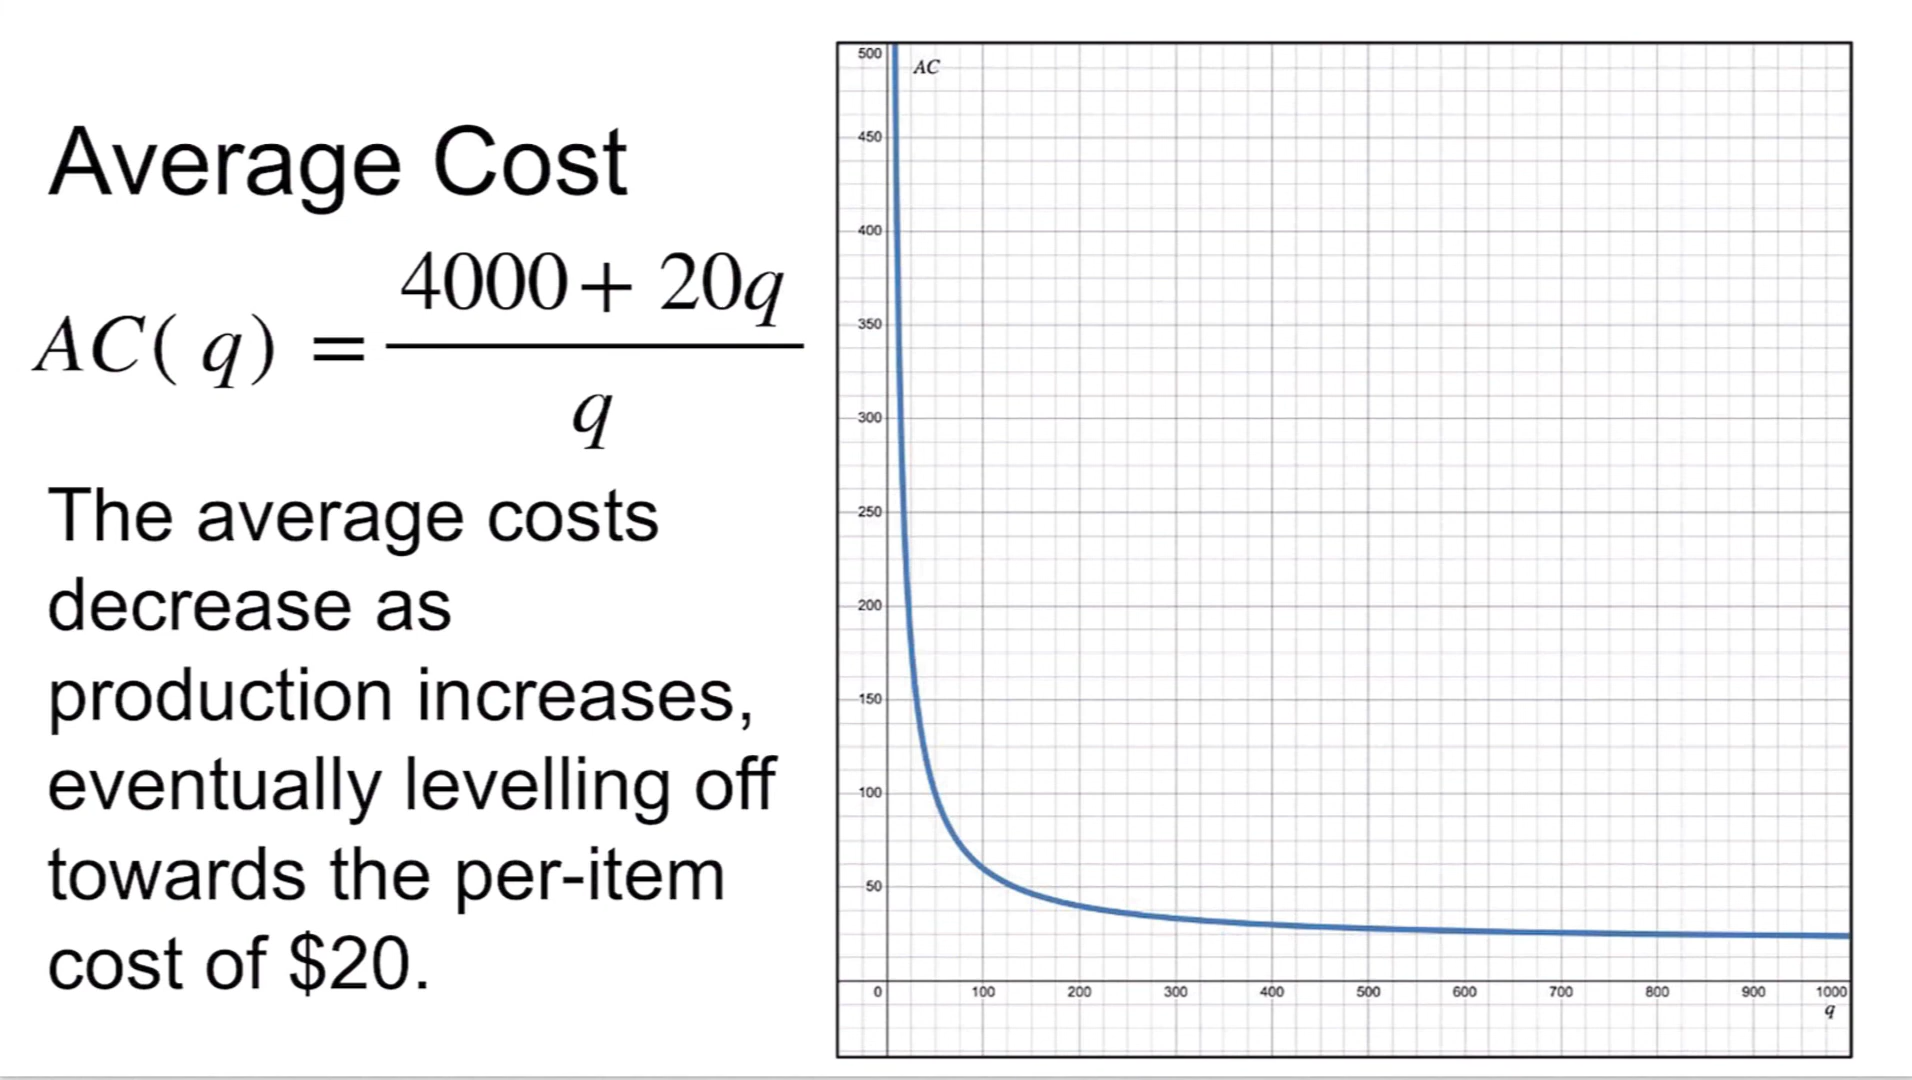 Average Cost
AC( q) = 4000 + 20q / q
The average costs
decrease as
production increases,
eventually levelling off
towards the per-item
cost of $20.
AC
500
450
400
350
300
250
200
150
100
50
0 100 200 300 400 500 600 700 800 900 1000
q